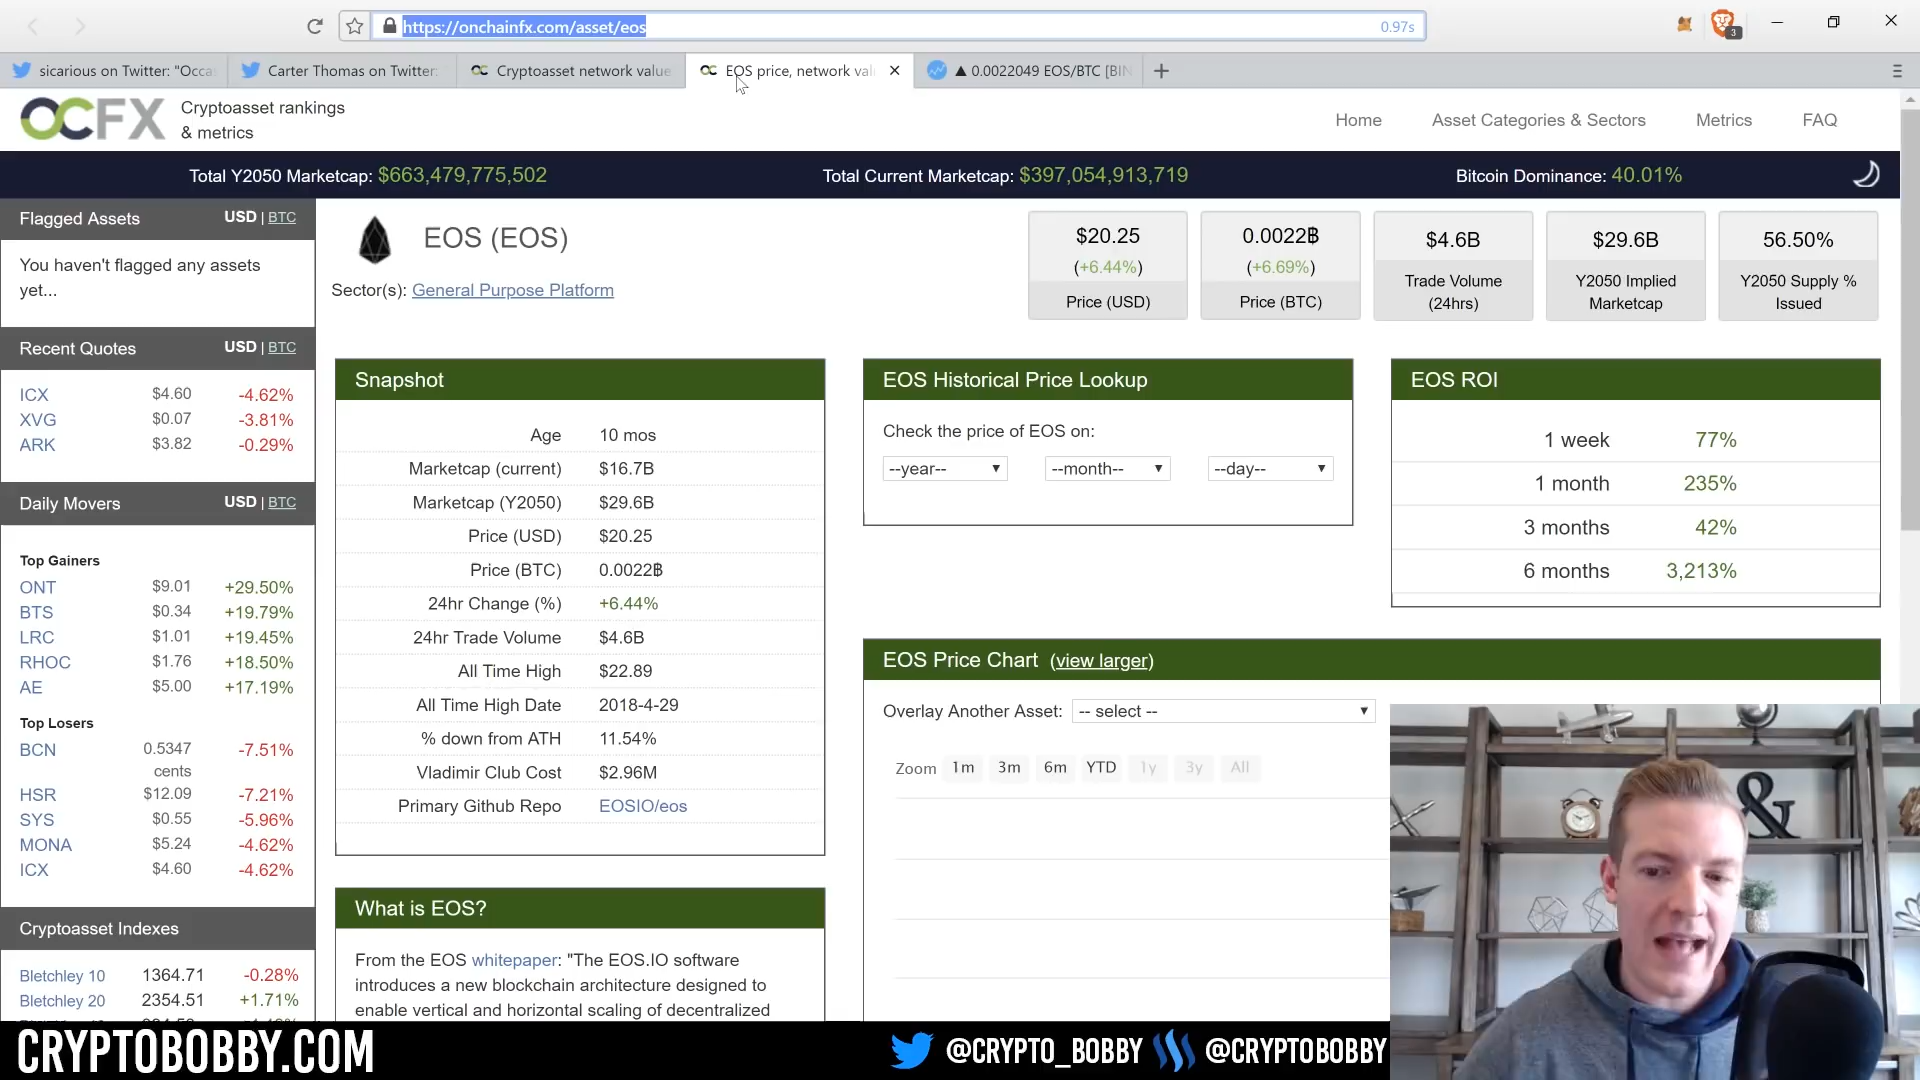 https://onchainfx.com/asset/eos
0.97s
3
sicarious on Twitter: "Occa
Carter Thomas on Twitter:
Cryptoasset network value
EOS price, network val
▲ 0.0022049 EOS/BTC [BIN
OCFX
Cryptoasset rankings
& metrics
Home
Asset Categories & Sectors
Metrics
FAQ
Total Y2050 Marketcap: $663,479,775,502
Total Current Marketcap: $397,054,913,719
Bitcoin Dominance: 40.01%
Flagged Assets USD | BTC
You haven't flagged any assets
yet...
Recent Quotes USD | BTC
ICX $4.60 -4.62%
XVG $0.07 -3.81%
ARK $3.82 -0.29%
Daily Movers USD | BTC
Top Gainers
ONT $9.01 +29.50%
BTS $0.34 +19.79%
LRC $1.01 +19.45%
RHOC $1.76 +18.50%
AE $5.00 +17.19%
Top Losers
BCN 0.5347 cents -7.51%
HSR $12.09 -7.21%
SYS $0.55 -5.96%
MONA $5.24 -4.62%
ICX $4.60 -4.62%
Cryptoasset Indexes
Bletchley 10 1364.71 -0.28%
Bletchley 20 2354.51 +1.71%
EOS (EOS)
Sector(s): General Purpose Platform
$20.25
(+6.44%)
Price (USD)
0.0022฿
(+6.69%)
Price (BTC)
$4.6B
Trade Volume
(24hrs)
$29.6B
Y2050 Implied
Marketcap
56.50%
Y2050 Supply %
Issued
Snapshot
Age 10 mos
Marketcap (current) $16.7B
Marketcap (Y2050) $29.6B
Price (USD) $20.25
Price (BTC) 0.0022฿
24hr Change (%) +6.44%
24hr Trade Volume $4.6B
All Time High $22.89
All Time High Date 2018-4-29
% down from ATH 11.54%
Vladimir Club Cost $2.96M
Primary Github Repo EOSIO/eos
What is EOS?
From the EOS whitepaper: "The EOS.IO software
introduces a new blockchain architecture designed to
enable vertical and horizontal scaling of decentralized
EOS Historical Price Lookup
Check the price of EOS on:
--year-- --month-- --day--
EOS ROI
1 week 77%
1 month 235%
3 months 42%
6 months 3,213%
EOS Price Chart (view larger)
Overlay Another Asset: -- select --
Zoom 1m 3m 6m YTD 1y 3y All
&
CRYPTOBOBBY.COM
@CRYPTO_BOBBY
@CRYPTOBOBBY